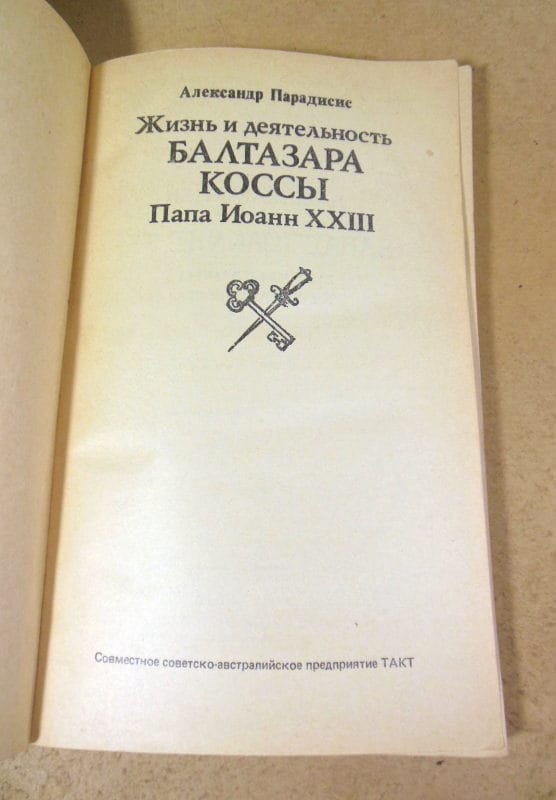 Александр Парадисис
Жизнь и деятельность
БАЛТАЗАРА
КОССЫ
Папа Иоанн XXIII
Совместное советско-австралийское предприятие ТАКТ